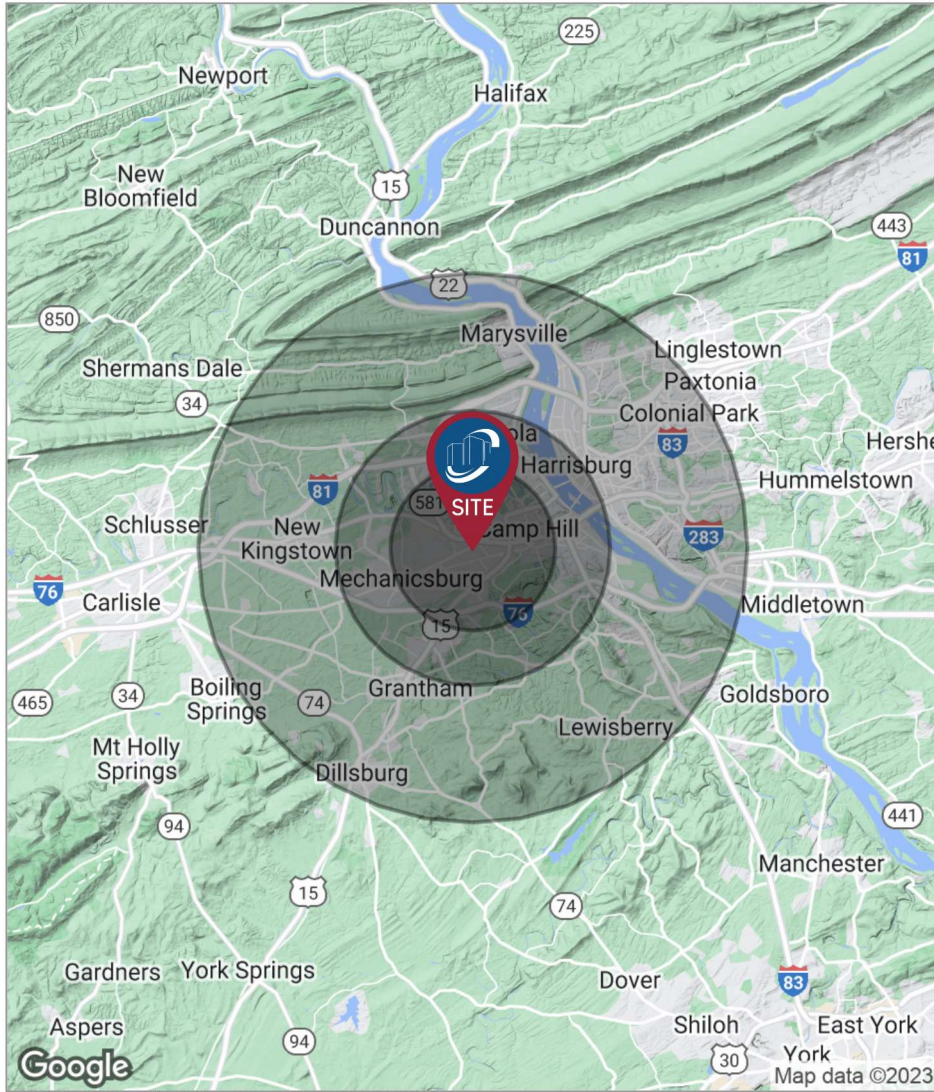 225
Newport
Halifax
New
Bloomfield
15
Duncannon
443
81
22
850
Marysville
Linglestown
Shermans Dale
Paxtonia
34
Colonial Park
83
ola
Hershe
Harrisburg
Hummelstown
81
581
SITE
Schlusser
New
Kingstown
Camp Hill
283
Mechanicsburg
76
Carlisle
76
Middletown
15
Grantham
Boiling
Springs
465
34
74
Goldsboro
Lewisberry
Mt Holly
Springs
Dillsburg
94
441
Manchester
15
74
Gardners
York Springs
Dover
83
Aspers
Shiloh
East York
94
30
York
Google
Map data ©2023